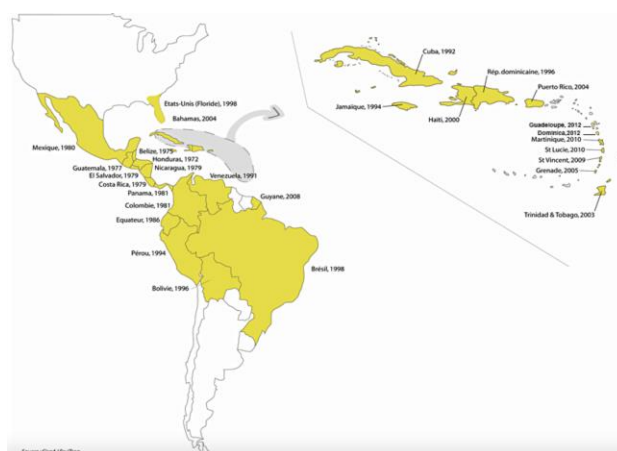 Cuba, 1992
Rép. dominicaine, 1996
Puerto Rico, 2004
Jamaïque, 1994
Haïti, 2000
Guadeloupe, 2012
Dominica,2012
Martinique, 2010
St Lucie, 2010
St Vincent, 2009
Grenade, 2005
Trinidad & Tobago, 2003
Etats-Unis (Floride), 1998
Bahamas, 2004
Mexique, 1980
Belize, 1975
Honduras, 1972
Guatemala, 1977
Nicaragua, 1979
El Salvador, 1979
Costa Rica, 1979
Venezuela, 1991
Panama, 1981
Guyane, 2008
Colombie, 1981
Equateur, 1986
Pérou, 1994
Brésil, 1998
Bolivie, 1996